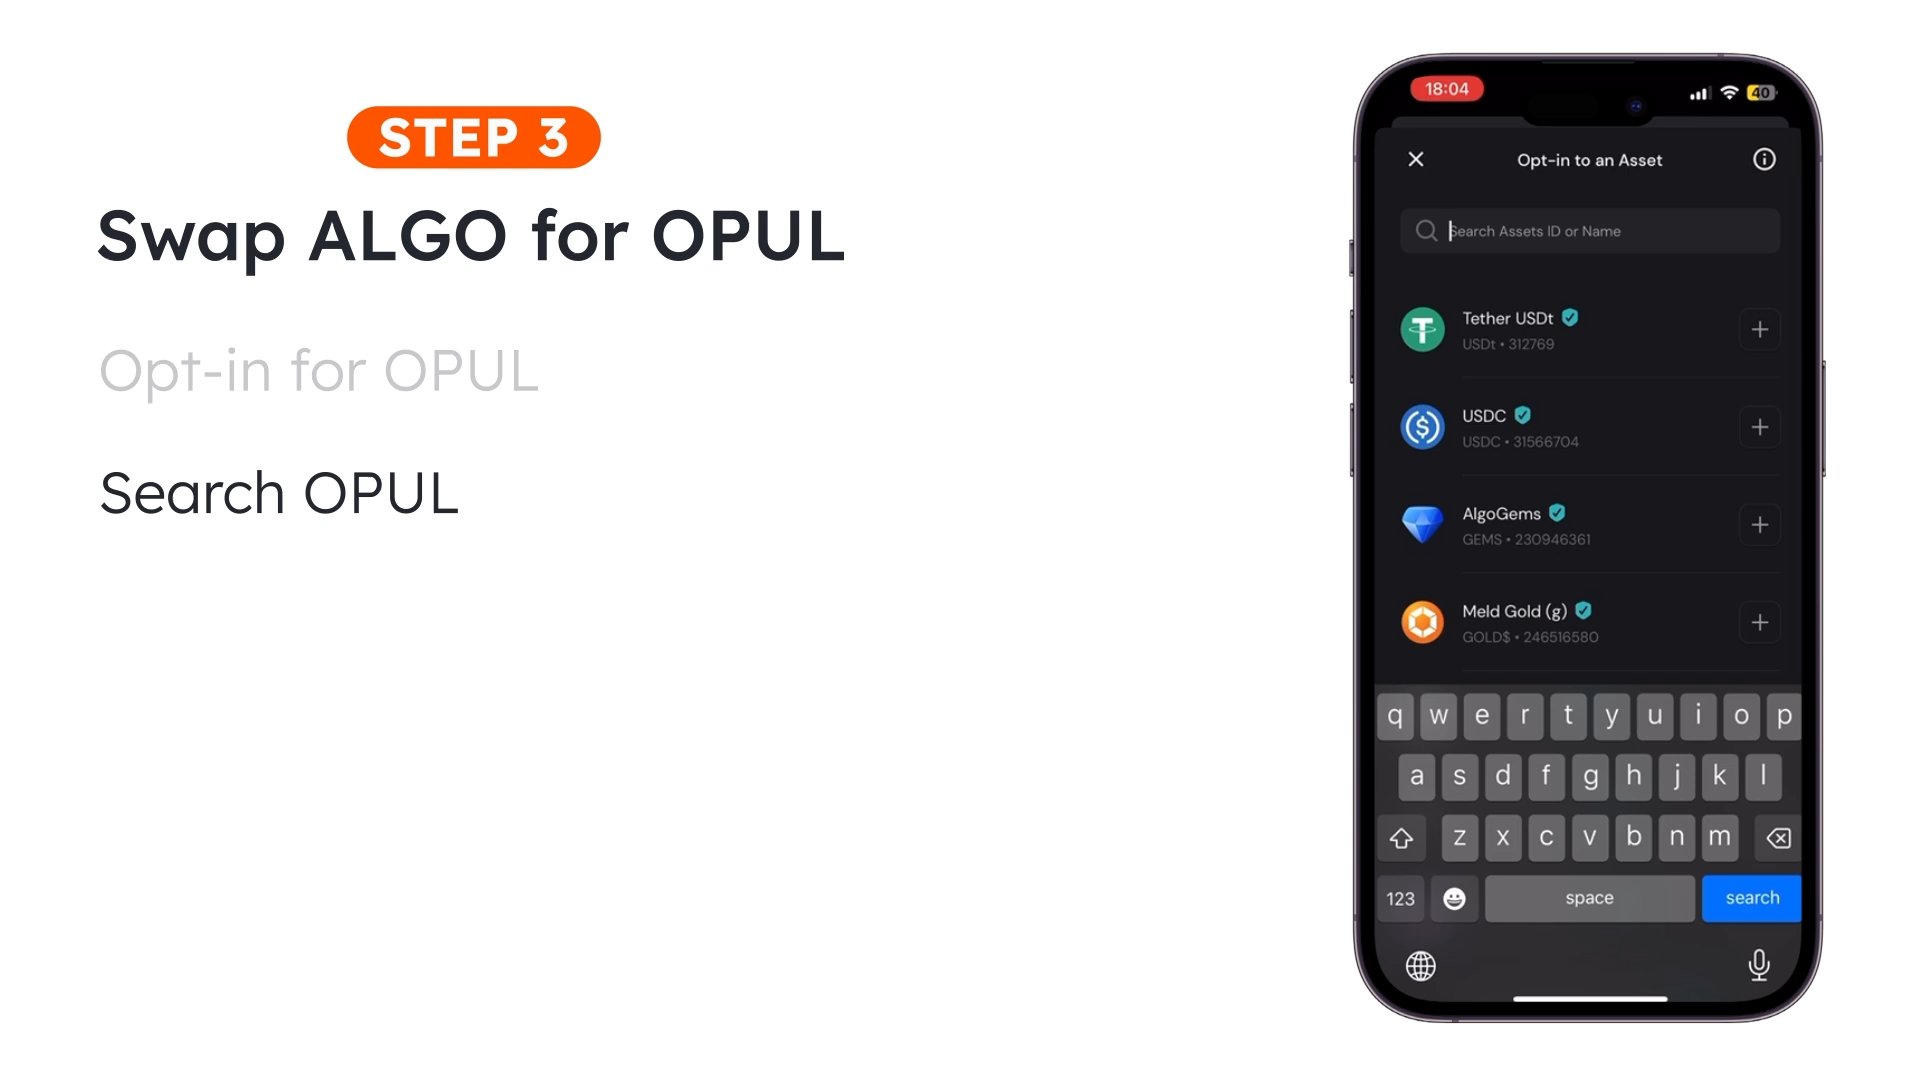 STEP 3
Swap ALGO for OPUL
Opt-in for OPUL
Search OPUL
18:04
40
Opt-in to an Asset
Search Assets ID or Name
Tether USDt
USDt • 312769
USDC
USDC • 31566704
AlgoGems
GEMS • 230946361
Meld Gold (g)
GOLD$ • 246516580
q w e r t y u i o p
a s d f g h j k l
z x c v b n m
123 space search